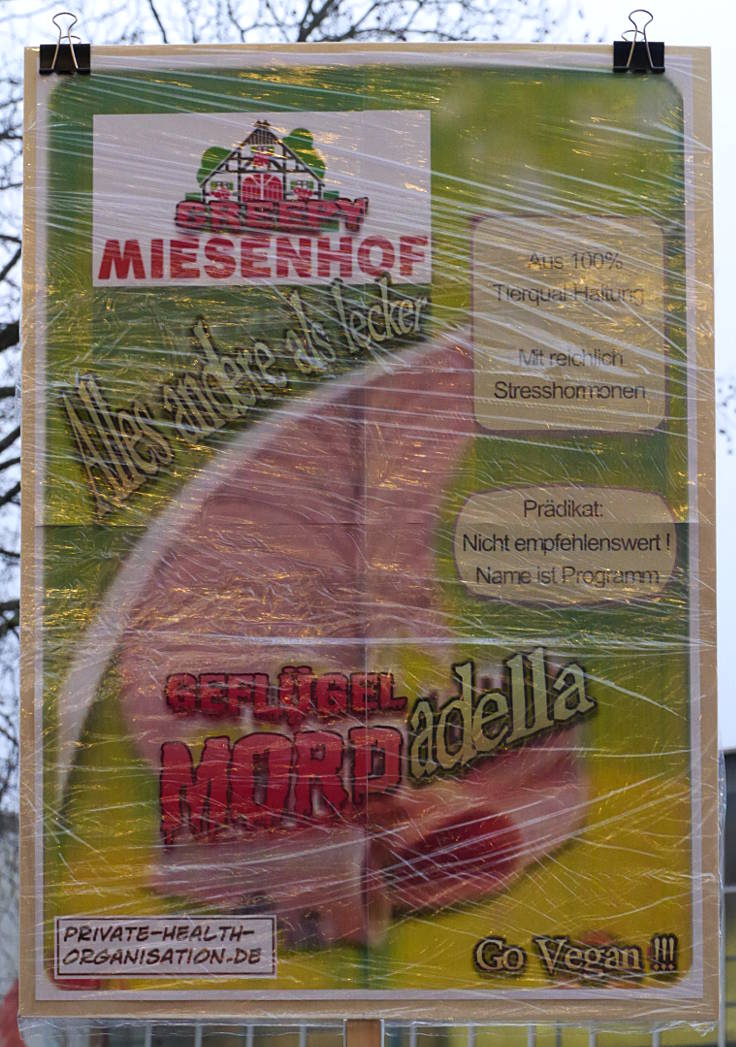 CREEPY
MIESENHOF
Alles andere als lecker
Aus 100%
Tierqual-Haltung
Mit reichlich
Stresshormonen
Prädikat:
Nicht empfehlenswert !
Name ist Programm
GEFLÜGEL
MORDadella
PRIVATE-HEALTH-
ORGANISATION.DE
Go Vegan !!!